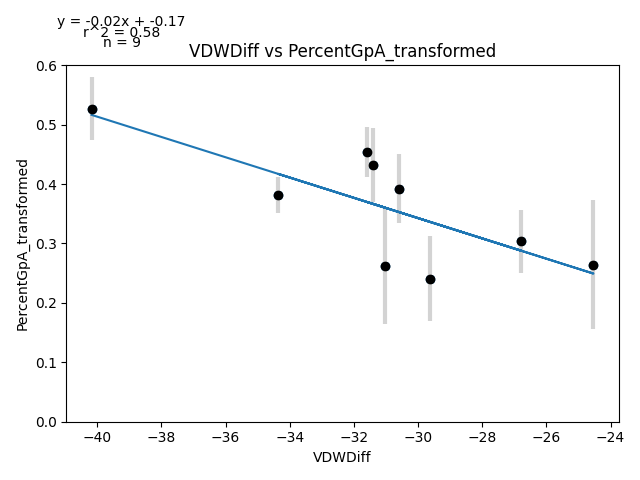 y = -0.02x + -0.17
r^2 = 0.58
n = 9
VDWDiff vs PercentGpA_transformed
PercentGpA_transformed
0.6
0.5
0.4
0.3
0.2
0.1
0.0
−40 −38 −36 −34 −32 −30 −28 −26 −24
VDWDiff